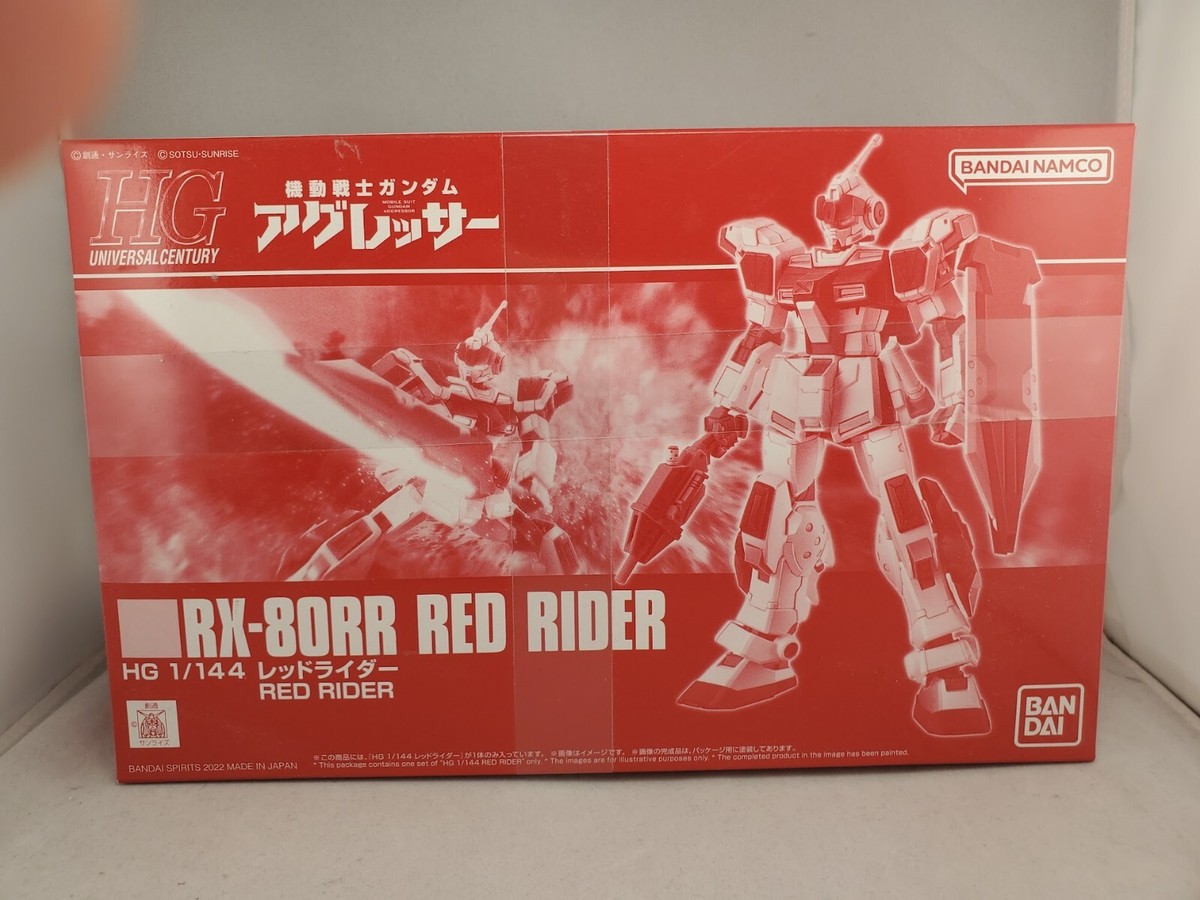 ©創通・サンライズ ©SOTSU・SUNRISE
HG
UNIVERSAL CENTURY
機動戦士ガンダム
MOBILE SUIT
GUNDAM
AGGRESSOR
アグレッサー
BANDAI NAMCO
RX-80RR RED RIDER
HG 1/144 レッドライダー
RED RIDER
創通
©
サンライズ
BAN
DAI
※この商品には、「HG 1/144 レッドライダー」が1体のみ入っています。 ※画像はイメージです。 ※画像の完成品は、パッケージ用に塗装してあります。
* This package contains one set of "HG 1/144 RED RIDER" only. * The images are for illustrative purposes only. * The completed product in the image has been painted.
BANDAI SPIRITS 2022 MADE IN JAPAN